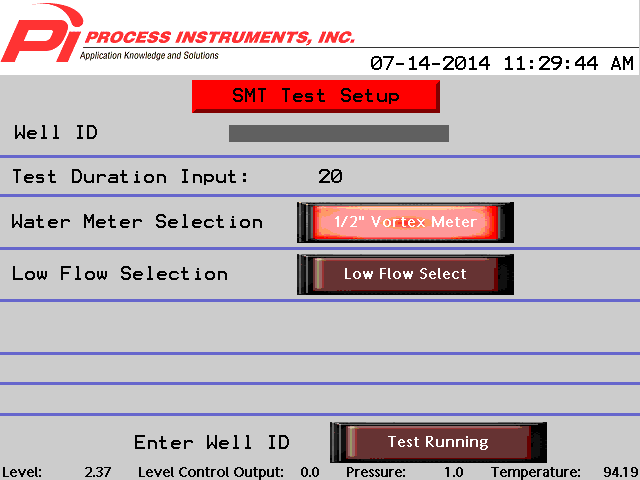 Pi PROCESS INSTRUMENTS, INC.
Application Knowledge and Solutions
07-14-2014 11:29:44 AM
SMT Test Setup
Well ID
Test Duration Input: 20
Water Meter Selection 1/2" Vortex Meter
Low Flow Selection Low Flow Select
Enter Well ID Test Running
Level: 2.37 Level Control Output: 0.0 Pressure: 1.0 Temperature: 94.19